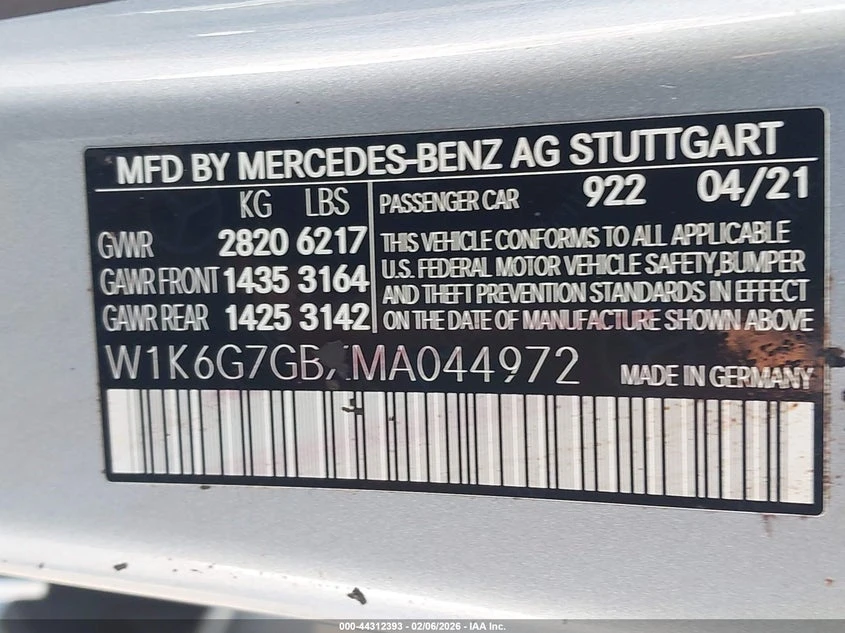 MFD BY MERCEDES-BENZ AG STUTTGART
KG LBS
GVWR 2820 6217
GAWR FRONT 1435 3164
GAWR REAR 1425 3142
PASSENGER CAR 922 04/21
THIS VEHICLE CONFORMS TO ALL APPLICABLE
U.S. FEDERAL MOTOR VEHICLE SAFETY,BUMPER
AND THEFT PREVENTION STANDARDS IN EFFECT
ON THE DATE OF MANUFACTURE SHOWN ABOVE
W1K6G7GBXMA044972
MADE IN GERMANY
000-44312393 - 02/06/2026 - IAA Inc.